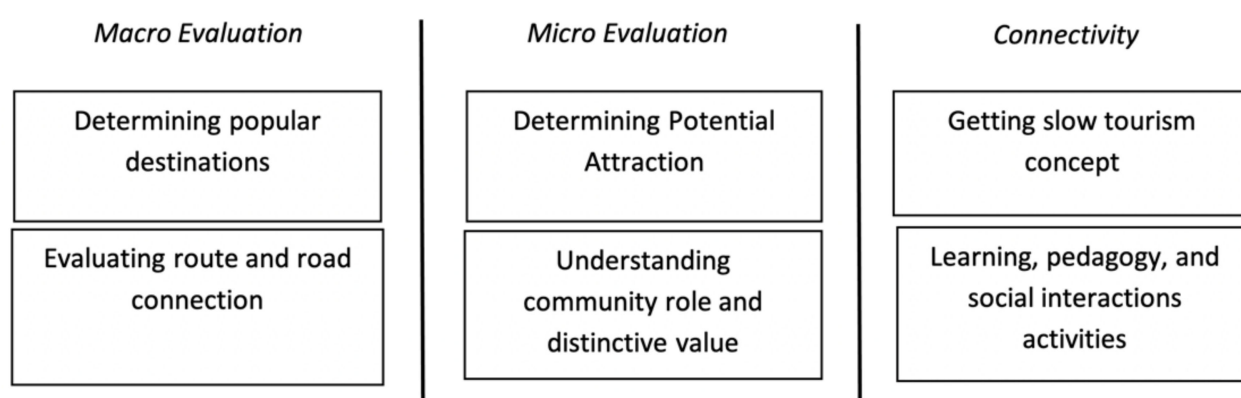 Macro Evaluation
Micro Evaluation
Connectivity
Determining popular
destinations
Determining Potential
Attraction
Getting slow tourism
concept
Evaluating route and road
connection
Understanding
community role and
distinctive value
Learning, pedagogy, and
social interactions
activities